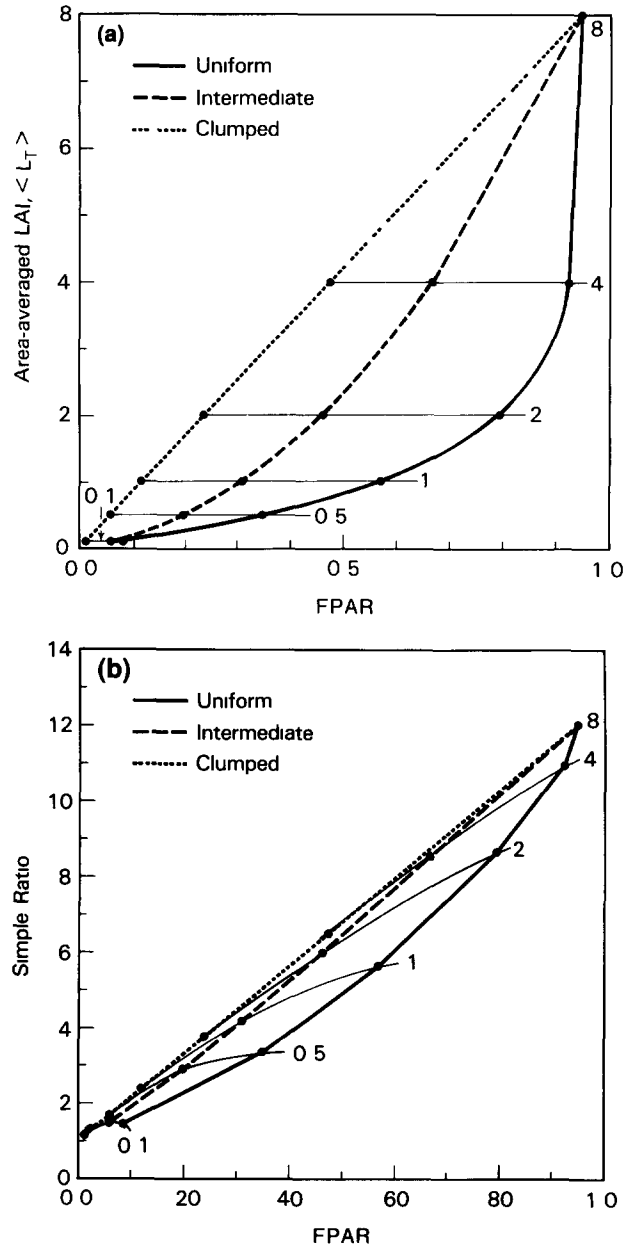 8
(a)
8
Uniform
Intermediate
Clumped
6
Area-averaged LAI, < L_T >
4
4
2
2
0 1
1
0 5
0
0 0
0 5
1 0
FPAR
14
(b)
Uniform
12
8
Intermediate
4
Clumped
10
Simple Ratio
8
2
6
1
4
0 5
2
0 1
0
0 0
20
40
60
80
1 0
FPAR